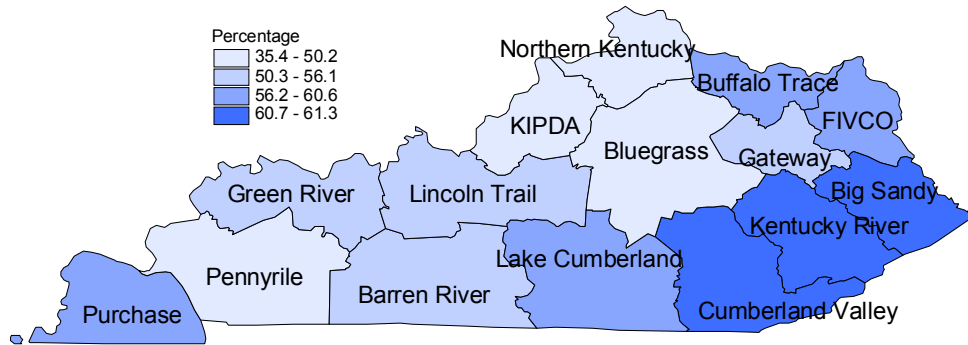 Percentage
35.4 - 50.2
50.3 - 56.1
56.2 - 60.6
60.7 - 61.3
Northern Kentucky
Buffalo Trace
FIVCO
KIPDA
Bluegrass
Gateway
Big Sandy
Green River
Lincoln Trail
Kentucky River
Lake Cumberland
Pennyrile
Barren River
Cumberland Valley
Purchase